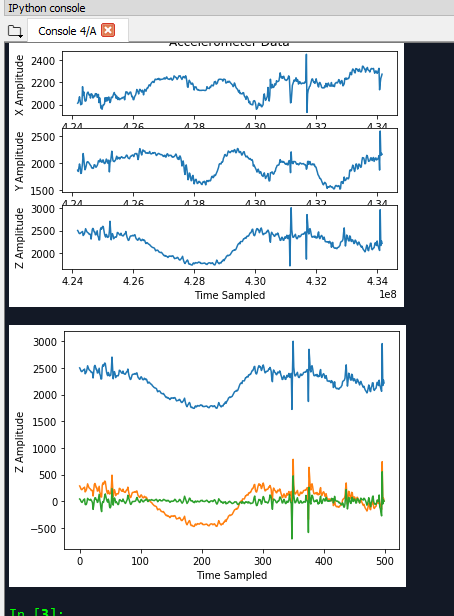 IPython console
Console 4/A
Accelerometer Data
2400
2200
2000
X Amplitude
4.24 4.26 4.28 4.30 4.32 4.34
2500
2000
1500
Y Amplitude
4.24 4.26 4.28 4.30 4.32 4.34
3000
2500
2000
Z Amplitude
4.24 4.26 4.28 4.30 4.32 4.34
1e8
Time Sampled
3000
2500
2000
1500
1000
500
0
−500
Z Amplitude
0 100 200 300 400 500
Time Sampled
In [3]: